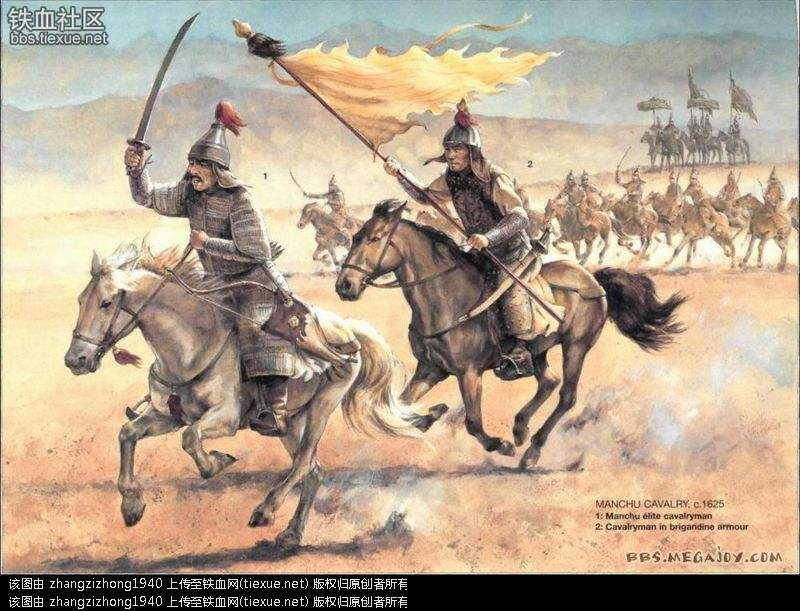 铁血社区
bbs.tiexue.net
1
2
MANCHU CAVALRY, c.1625
1: Manchu élite cavalryman
2: Cavalryman in brigandine armour
BBS.MEGAJOY.COM
该图由 zhangzizhong1940 上传至铁血网(tiexue.net) 版权归原创者所有
该图由 zhangzizhong1940 上传至铁血网(tiexue.net) 版权归原创者所有